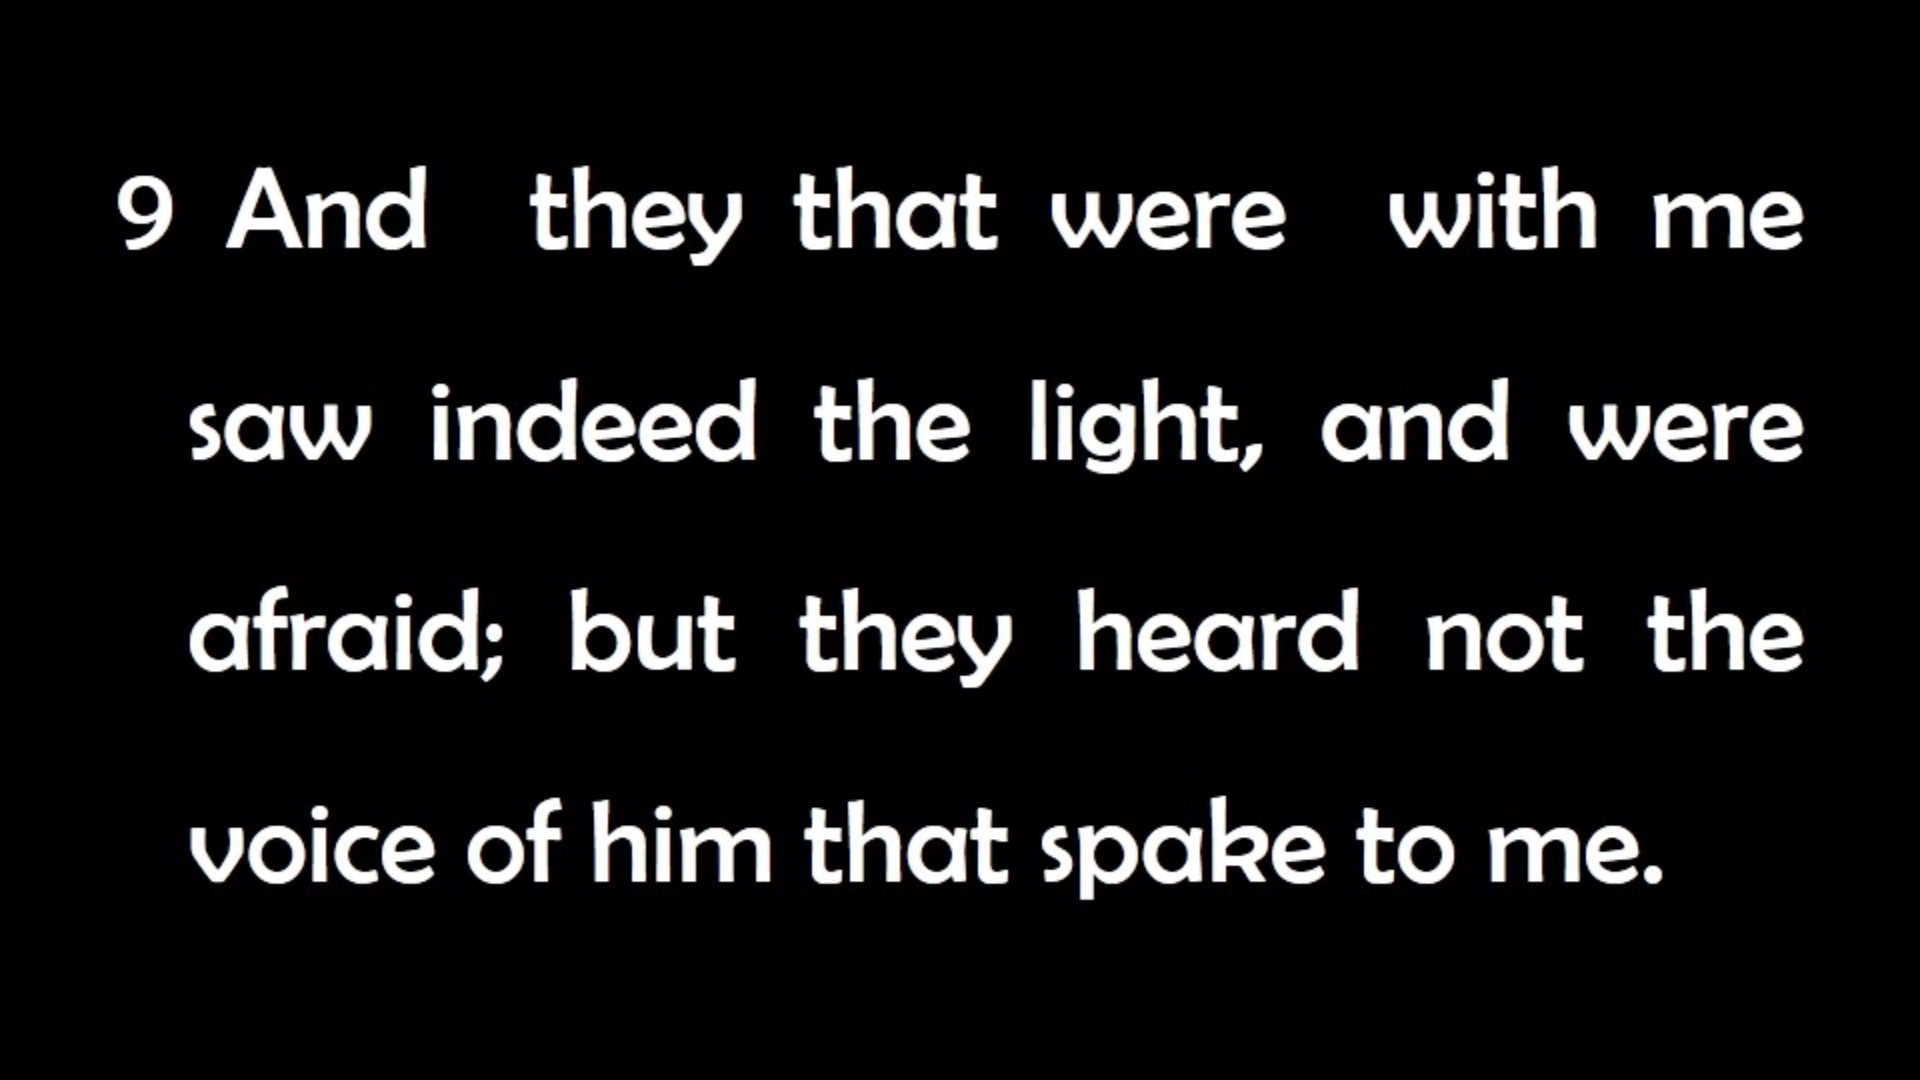 9 And they that were with me
saw indeed the light, and were
afraid; but they heard not the
voice of him that spake to me.